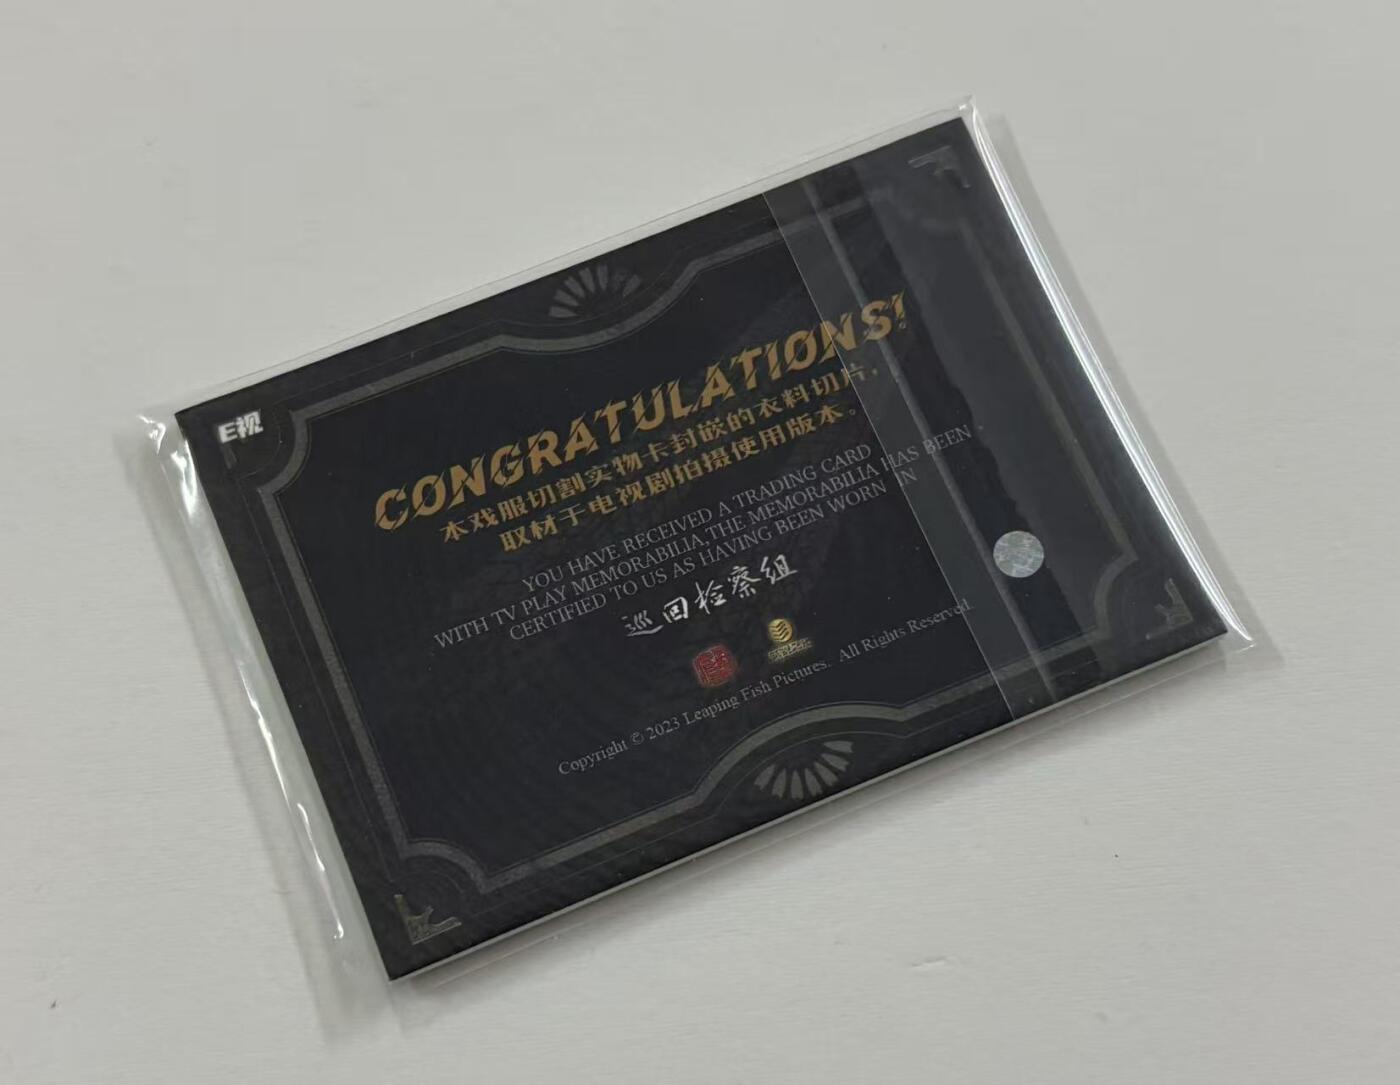 E视
CONGRATULATIONS!
本戏服切割实物卡封嵌的衣料切片，
取材于电视剧拍摄使用版本。
YOU HAVE RECEIVED A TRADING CARD
WITH TV PLAY MEMORABILIA,THE MEMORABILIA HAS BEEN
CERTIFIED TO US AS HAVING BEEN WORN IN
巡回检察组
Copyright © 2023 Leaping Fish Pictures. All Rights Reserved